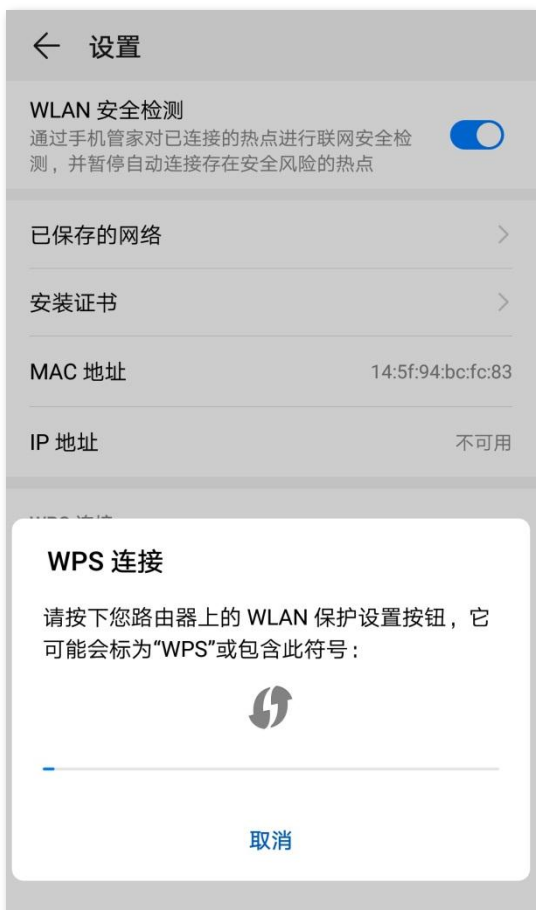 设置
WLAN 安全检测
通过手机管家对已连接的热点进行联网安全检
测，并暂停自动连接存在安全风险的热点
已保存的网络
安装证书
MAC 地址 14:5f:94:bc:fc:83
IP 地址 不可用
WPS 连接
WPS 连接
请按下您路由器上的 WLAN 保护设置按钮，它
可能会标为“WPS”或包含此符号：
取消